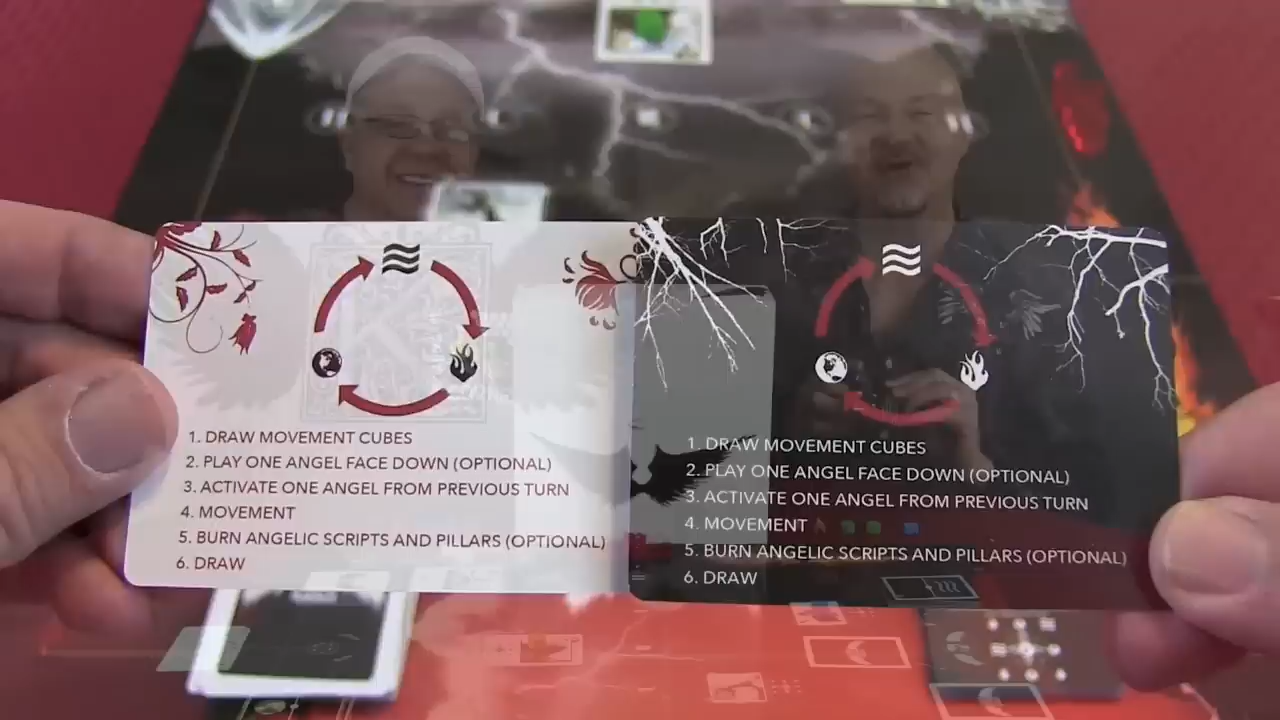 1. DRAW MOVEMENT CUBES
2. PLAY ONE ANGEL FACE DOWN (OPTIONAL)
3. ACTIVATE ONE ANGEL FROM PREVIOUS TURN
4. MOVEMENT
5. BURN ANGELIC SCRIPTS AND PILLARS (OPTIONAL)
6. DRAW
1. DRAW MOVEMENT CUBES
2. PLAY ONE ANGEL FACE DOWN (OPTIONAL)
3. ACTIVATE ONE ANGEL FROM PREVIOUS TURN
4. MOVEMENT
5. BURN ANGELIC SCRIPTS AND PILLARS (OPTIONAL)
6. DRAW